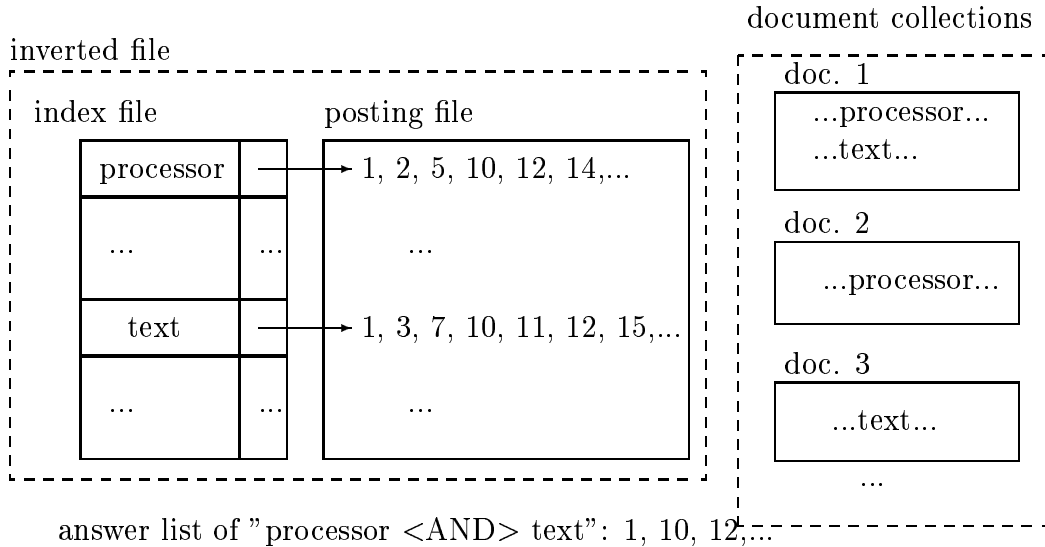 document collections
inverted file
doc. 1
index file
posting file
...processor...
...text...
processor
1, 2, 5, 10, 12, 14,...
doc. 2
...
...
...
...processor...
text
1, 3, 7, 10, 11, 12, 15,...
doc. 3
...
...
...
...text...
...
answer list of "processor <AND> text": 1, 10, 12,...